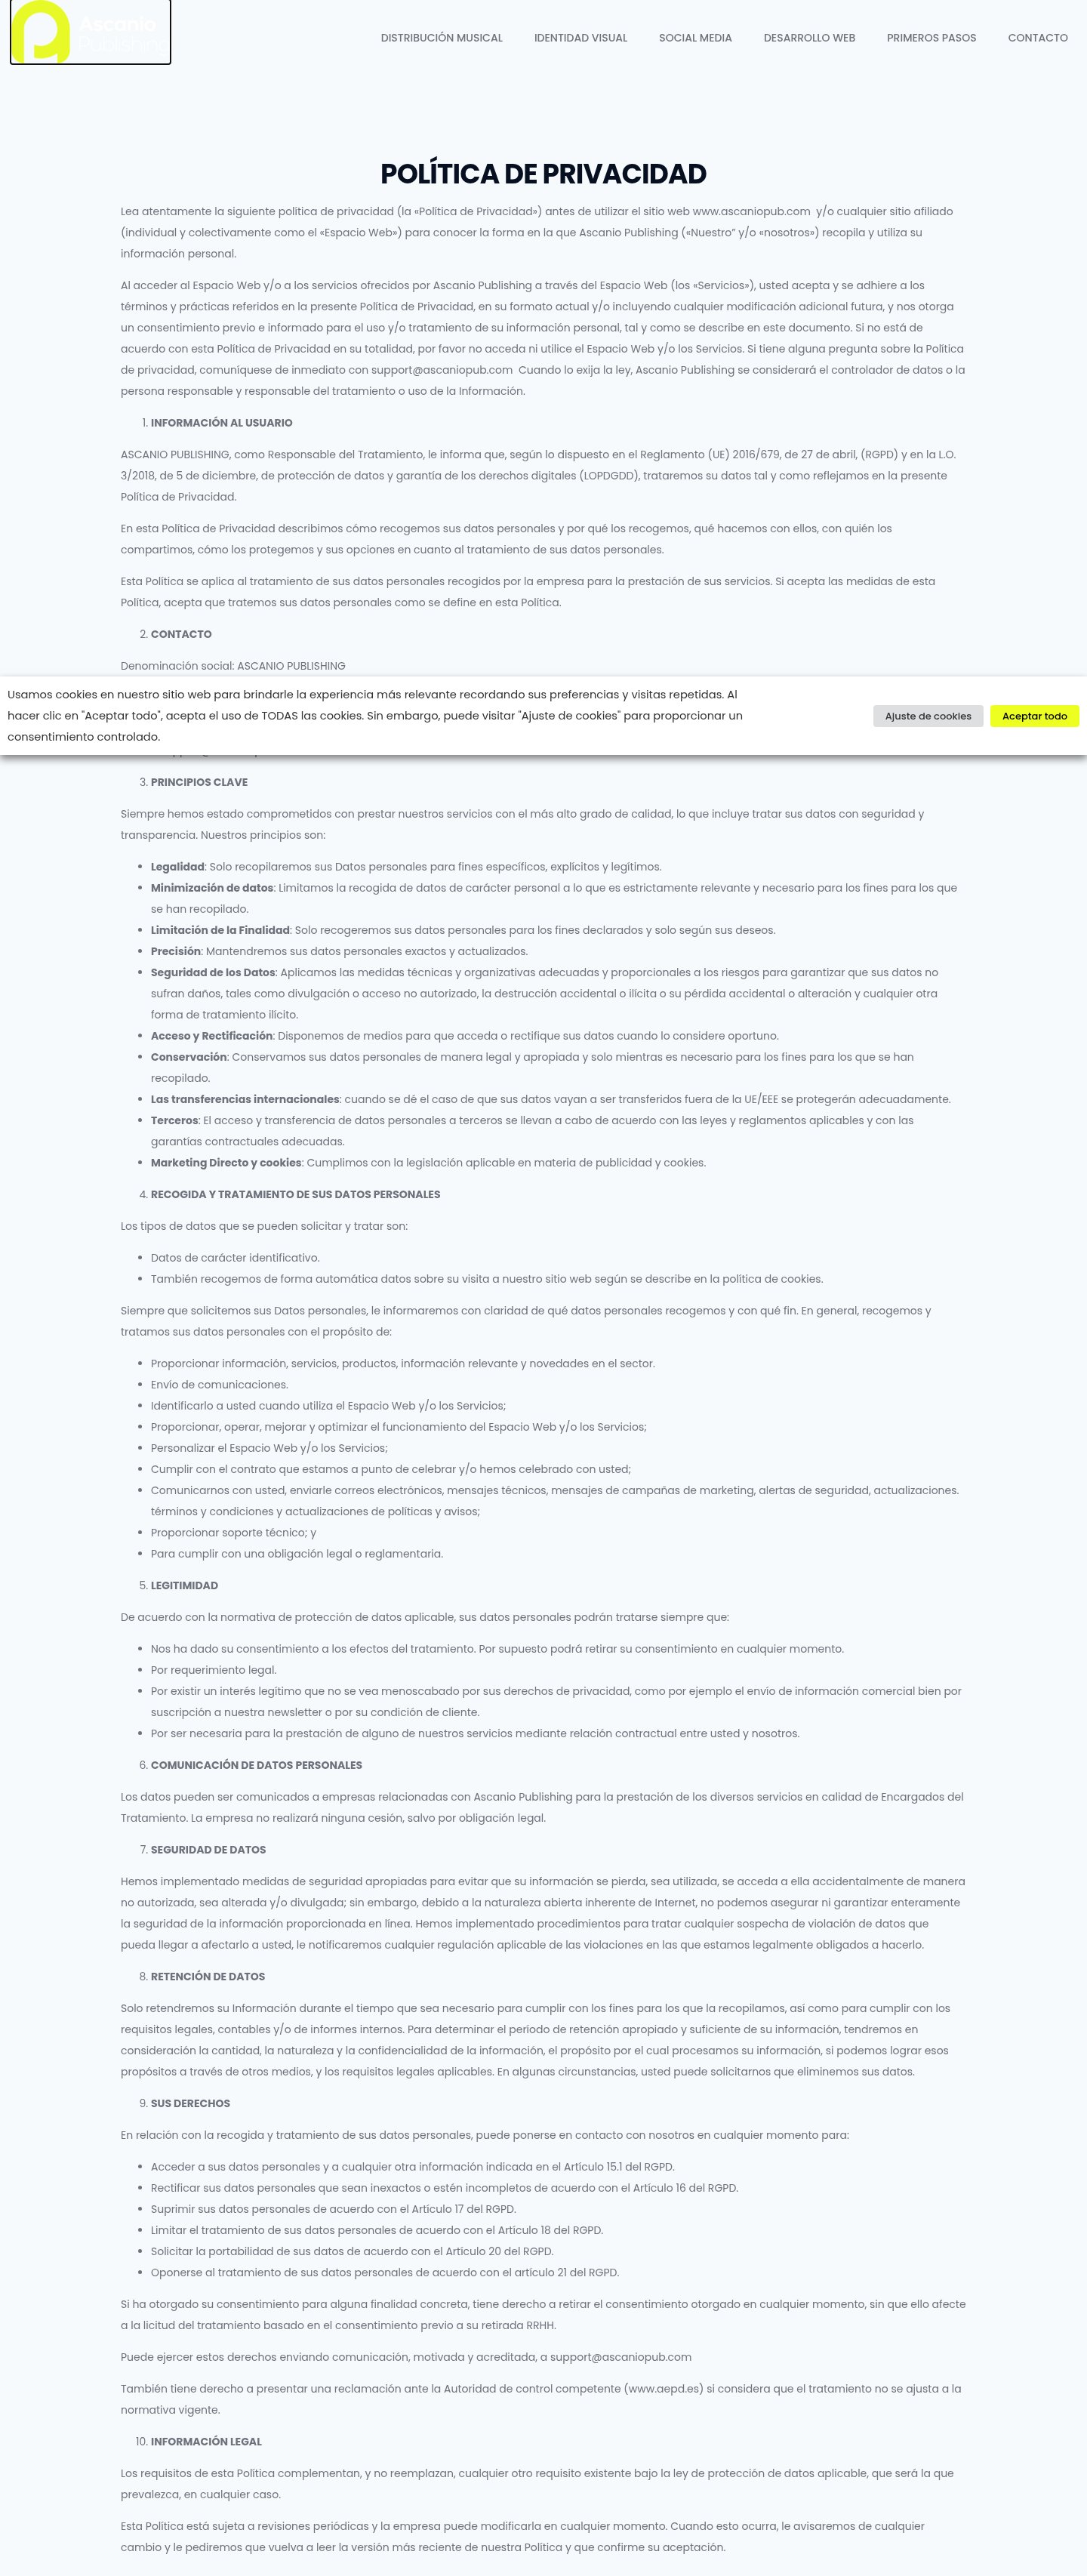 Ascanio
Publishing
DISTRIBUCIÓN MUSICAL IDENTIDAD VISUAL SOCIAL MEDIA DESARROLLO WEB PRIMEROS PASOS CONTACTO
POLÍTICA DE PRIVACIDAD
Lea atentamente la siguiente política de privacidad (la «Política de Privacidad») antes de utilizar el sitio web www.ascaniopub.com  y/o cualquier sitio afiliado
(individual y colectivamente como el «Espacio Web») para conocer la forma en la que Ascanio Publishing («Nuestro” y/o «nosotros») recopila y utiliza su
información personal.
Al acceder al Espacio Web y/o a los servicios ofrecidos por Ascanio Publishing a través del Espacio Web (los «Servicios»), usted acepta y se adhiere a los
términos y prácticas referidos en la presente Política de Privacidad, en su formato actual y/o incluyendo cualquier modificación adicional futura, y nos otorga
un consentimiento previo e informado para el uso y/o tratamiento de su información personal, tal y como se describe en este documento. Si no está de
acuerdo con esta Política de Privacidad en su totalidad, por favor no acceda ni utilice el Espacio Web y/o los Servicios. Si tiene alguna pregunta sobre la Política
de privacidad, comuníquese de inmediato con support@ascaniopub.com  Cuando lo exija la ley, Ascanio Publishing se considerará el controlador de datos o la
persona responsable y responsable del tratamiento o uso de la Información.
1. INFORMACIÓN AL USUARIO
ASCANIO PUBLISHING, como Responsable del Tratamiento, le informa que, según lo dispuesto en el Reglamento (UE) 2016/679, de 27 de abril, (RGPD) y en la L.O.
3/2018, de 5 de diciembre, de protección de datos y garantía de los derechos digitales (LOPDGDD), trataremos su datos tal y como reflejamos en la presente
Política de Privacidad.
En esta Política de Privacidad describimos cómo recogemos sus datos personales y por qué los recogemos, qué hacemos con ellos, con quién los
compartimos, cómo los protegemos y sus opciones en cuanto al tratamiento de sus datos personales.
Esta Política se aplica al tratamiento de sus datos personales recogidos por la empresa para la prestación de sus servicios. Si acepta las medidas de esta
Política, acepta que tratemos sus datos personales como se define en esta Política.
2. CONTACTO
Denominación social: ASCANIO PUBLISHING
Usamos cookies en nuestro sitio web para brindarle la experiencia más relevante recordando sus preferencias y visitas repetidas. Al
hacer clic en "Aceptar todo", acepta el uso de TODAS las cookies. Sin embargo, puede visitar "Ajuste de cookies" para proporcionar un
consentimiento controlado.
Ajuste de cookies Aceptar todo
3. PRINCIPIOS CLAVE
Siempre hemos estado comprometidos con prestar nuestros servicios con el más alto grado de calidad, lo que incluye tratar sus datos con seguridad y
transparencia. Nuestros principios son:
• Legalidad: Solo recopilaremos sus Datos personales para fines específicos, explícitos y legítimos.
• Minimización de datos: Limitamos la recogida de datos de carácter personal a lo que es estrictamente relevante y necesario para los fines para los que
se han recopilado.
• Limitación de la Finalidad: Solo recogeremos sus datos personales para los fines declarados y solo según sus deseos.
• Precisión: Mantendremos sus datos personales exactos y actualizados.
• Seguridad de los Datos: Aplicamos las medidas técnicas y organizativas adecuadas y proporcionales a los riesgos para garantizar que sus datos no
sufran daños, tales como divulgación o acceso no autorizado, la destrucción accidental o ilícita o su pérdida accidental o alteración y cualquier otra
forma de tratamiento ilícito.
• Acceso y Rectificación: Disponemos de medios para que acceda o rectifique sus datos cuando lo considere oportuno.
• Conservación: Conservamos sus datos personales de manera legal y apropiada y solo mientras es necesario para los fines para los que se han
recopilado.
• Las transferencias internacionales: cuando se dé el caso de que sus datos vayan a ser transferidos fuera de la UE/EEE se protegerán adecuadamente.
• Terceros: El acceso y transferencia de datos personales a terceros se llevan a cabo de acuerdo con las leyes y reglamentos aplicables y con las
garantías contractuales adecuadas.
• Marketing Directo y cookies: Cumplimos con la legislación aplicable en materia de publicidad y cookies.
4. RECOGIDA Y TRATAMIENTO DE SUS DATOS PERSONALES
Los tipos de datos que se pueden solicitar y tratar son:
• Datos de carácter identificativo.
• También recogemos de forma automática datos sobre su visita a nuestro sitio web según se describe en la política de cookies.
Siempre que solicitemos sus Datos personales, le informaremos con claridad de qué datos personales recogemos y con qué fin. En general, recogemos y
tratamos sus datos personales con el propósito de:
• Proporcionar información, servicios, productos, información relevante y novedades en el sector.
• Envío de comunicaciones.
• Identificarlo a usted cuando utiliza el Espacio Web y/o los Servicios;
• Proporcionar, operar, mejorar y optimizar el funcionamiento del Espacio Web y/o los Servicios;
• Personalizar el Espacio Web y/o los Servicios;
• Cumplir con el contrato que estamos a punto de celebrar y/o hemos celebrado con usted;
• Comunicarnos con usted, enviarle correos electrónicos, mensajes técnicos, mensajes de campañas de marketing, alertas de seguridad, actualizaciones.
términos y condiciones y actualizaciones de políticas y avisos;
• Proporcionar soporte técnico; y
• Para cumplir con una obligación legal o reglamentaria.
5. LEGITIMIDAD
De acuerdo con la normativa de protección de datos aplicable, sus datos personales podrán tratarse siempre que:
• Nos ha dado su consentimiento a los efectos del tratamiento. Por supuesto podrá retirar su consentimiento en cualquier momento.
• Por requerimiento legal.
• Por existir un interés legítimo que no se vea menoscabado por sus derechos de privacidad, como por ejemplo el envío de información comercial bien por
suscripción a nuestra newsletter o por su condición de cliente.
• Por ser necesaria para la prestación de alguno de nuestros servicios mediante relación contractual entre usted y nosotros.
6. COMUNICACIÓN DE DATOS PERSONALES
Los datos pueden ser comunicados a empresas relacionadas con Ascanio Publishing para la prestación de los diversos servicios en calidad de Encargados del
Tratamiento. La empresa no realizará ninguna cesión, salvo por obligación legal.
7. SEGURIDAD DE DATOS
Hemos implementado medidas de seguridad apropiadas para evitar que su información se pierda, sea utilizada, se acceda a ella accidentalmente de manera
no autorizada, sea alterada y/o divulgada; sin embargo, debido a la naturaleza abierta inherente de Internet, no podemos asegurar ni garantizar enteramente
la seguridad de la información proporcionada en línea. Hemos implementado procedimientos para tratar cualquier sospecha de violación de datos que
pueda llegar a afectarlo a usted, le notificaremos cualquier regulación aplicable de las violaciones en las que estamos legalmente obligados a hacerlo.
8. RETENCIÓN DE DATOS
Solo retendremos su Información durante el tiempo que sea necesario para cumplir con los fines para los que la recopilamos, así como para cumplir con los
requisitos legales, contables y/o de informes internos. Para determinar el período de retención apropiado y suficiente de su información, tendremos en
consideración la cantidad, la naturaleza y la confidencialidad de la información, el propósito por el cual procesamos su información, si podemos lograr esos
propósitos a través de otros medios, y los requisitos legales aplicables. En algunas circunstancias, usted puede solicitarnos que eliminemos sus datos.
9. SUS DERECHOS
En relación con la recogida y tratamiento de sus datos personales, puede ponerse en contacto con nosotros en cualquier momento para:
• Acceder a sus datos personales y a cualquier otra información indicada en el Artículo 15.1 del RGPD.
• Rectificar sus datos personales que sean inexactos o estén incompletos de acuerdo con el Artículo 16 del RGPD.
• Suprimir sus datos personales de acuerdo con el Artículo 17 del RGPD.
• Limitar el tratamiento de sus datos personales de acuerdo con el Artículo 18 del RGPD.
• Solicitar la portabilidad de sus datos de acuerdo con el Artículo 20 del RGPD.
• Oponerse al tratamiento de sus datos personales de acuerdo con el artículo 21 del RGPD.
Si ha otorgado su consentimiento para alguna finalidad concreta, tiene derecho a retirar el consentimiento otorgado en cualquier momento, sin que ello afecte
a la licitud del tratamiento basado en el consentimiento previo a su retirada RRHH.
Puede ejercer estos derechos enviando comunicación, motivada y acreditada, a support@ascaniopub.com
También tiene derecho a presentar una reclamación ante la Autoridad de control competente (www.aepd.es) si considera que el tratamiento no se ajusta a la
normativa vigente.
10. INFORMACIÓN LEGAL
Los requisitos de esta Política complementan, y no reemplazan, cualquier otro requisito existente bajo la ley de protección de datos aplicable, que será la que
prevalezca, en cualquier caso.
Esta Política está sujeta a revisiones periódicas y la empresa puede modificarla en cualquier momento. Cuando esto ocurra, le avisaremos de cualquier
cambio y le pediremos que vuelva a leer la versión más reciente de nuestra Política y que confirme su aceptación.